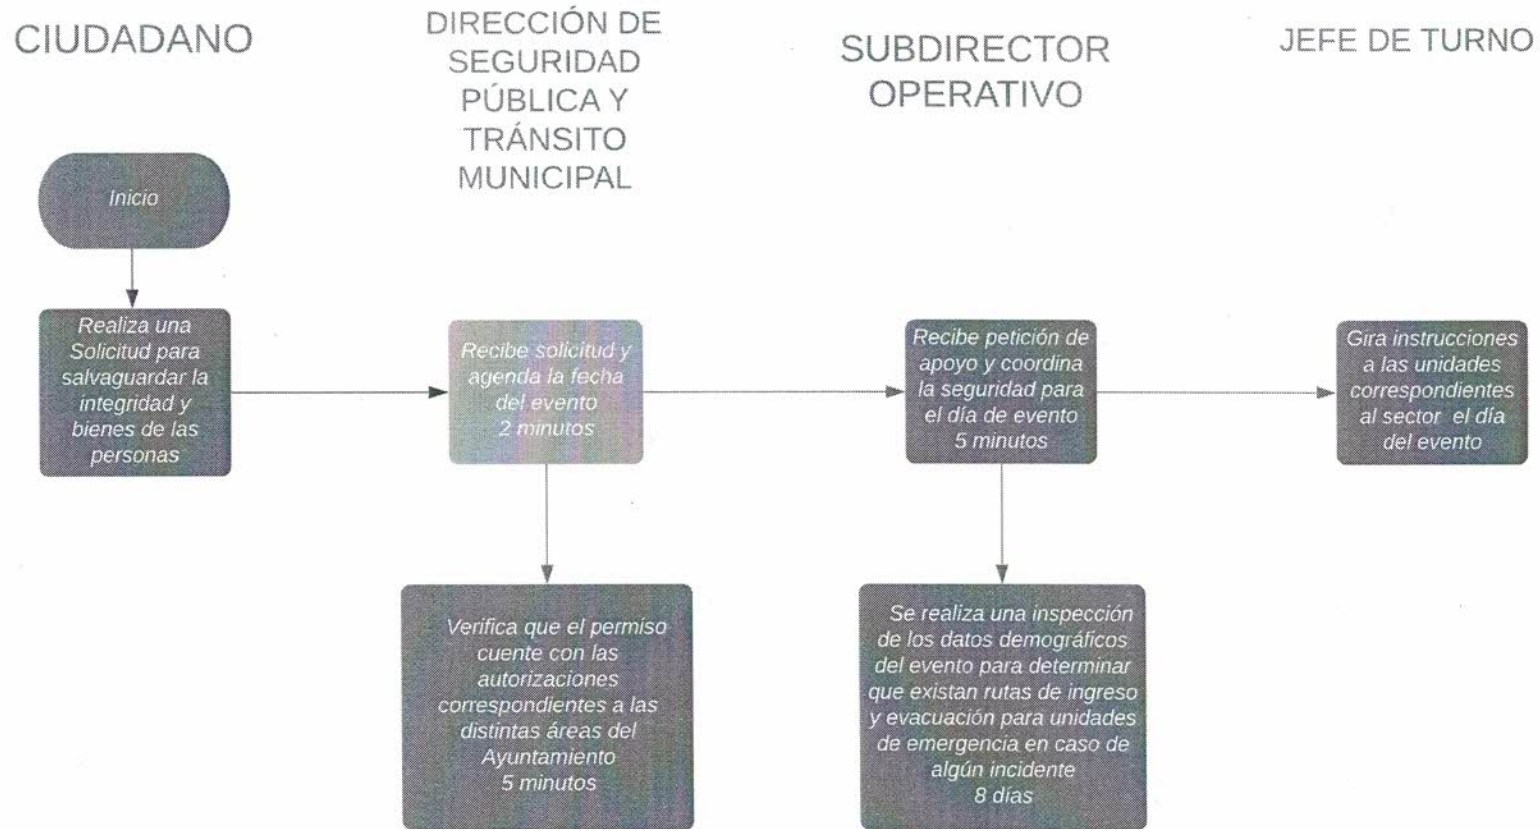 CIUDADANO
DIRECCIÓN DE
SEGURIDAD
PÚBLICA Y
TRÁNSITO
MUNICIPAL
SUBDIRECTOR
OPERATIVO
JEFE DE TURNO
Inicio
Realiza una
Solicitud para
salvaguardar la
integridad y
bienes de las
personas
Recibe solicitud y
agenda la fecha
del evento
2 minutos
Recibe petición de
apoyo y coordina
la seguridad para
el día de evento
5 minutos
Gira instrucciones
a las unidades
correspondientes
al sector el día
del evento
Verifica que el permiso
cuente con las
autorizaciones
correspondientes a las
distintas áreas del
Ayuntamiento
5 minutos
Se realiza una inspección
de los datos demográficos
del evento para determinar
que existan rutas de ingreso
y evacuación para unidades
de emergencia en caso de
algún incidente
8 días